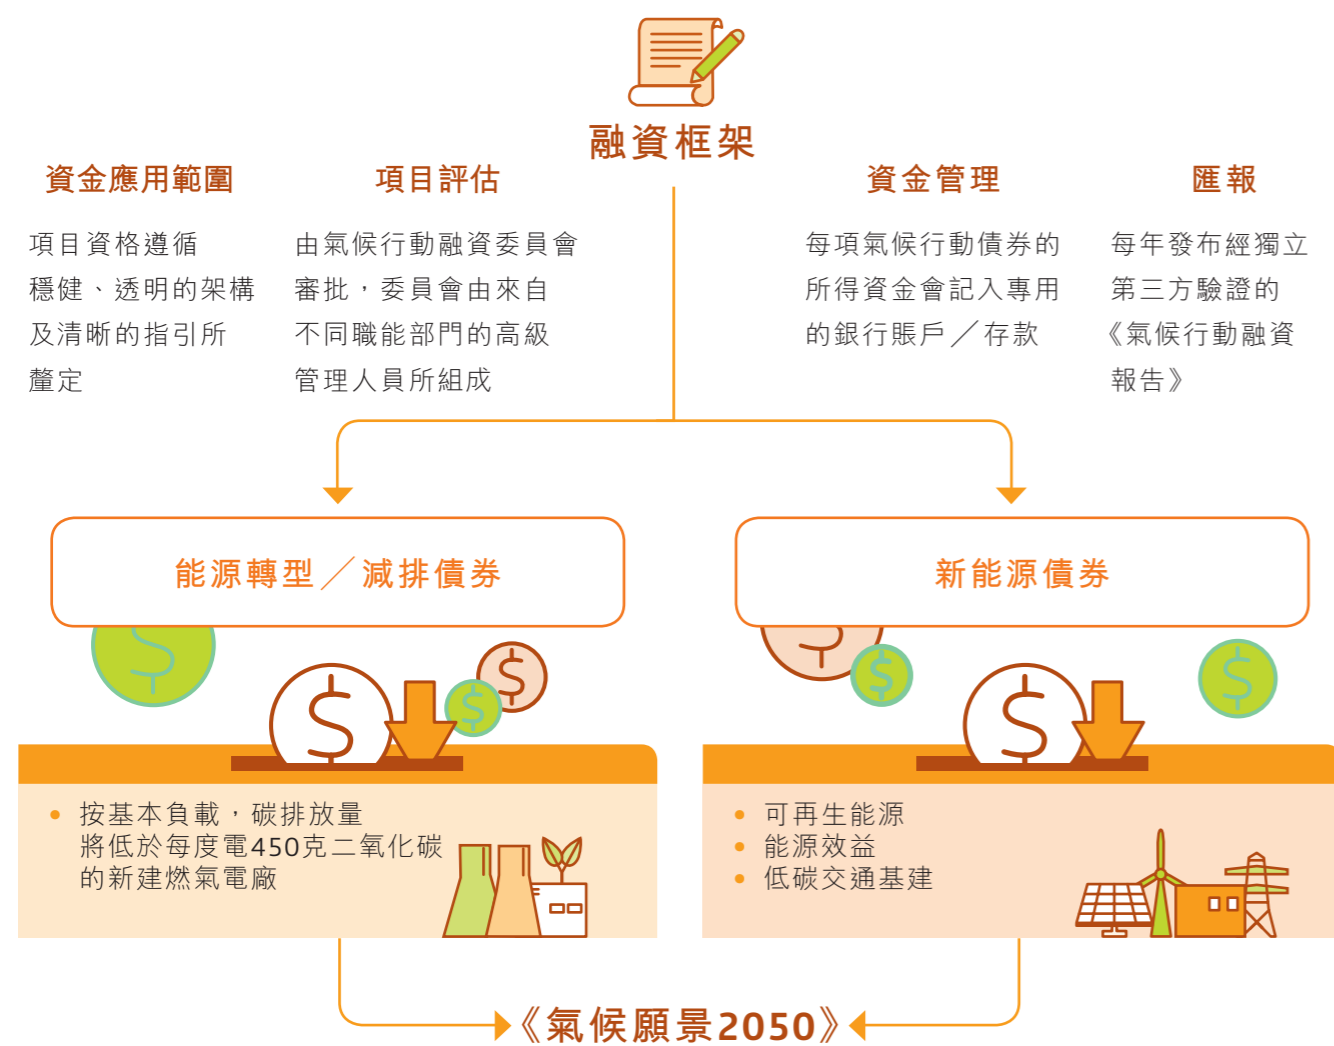 融資框架
資金應用範圍
項目資格遵循
穩健、透明的架構
及清晰的指引所
釐定
項目評估
由氣候行動融資委員會
審批，委員會由來自
不同職能部門的高級
管理人員所組成
資金管理
每項氣候行動債券的
所得資金會記入專用
的銀行賬戶／存款
匯報
每年發布經獨立
第三方驗證的
《氣候行動融資
報告》
能源轉型／減排債券
新能源債券
• 按基本負載，碳排放量
將低於每度電450克二氧化碳
的新建燃氣電廠
• 可再生能源
• 能源效益
• 低碳交通基建
《氣候願景2050》